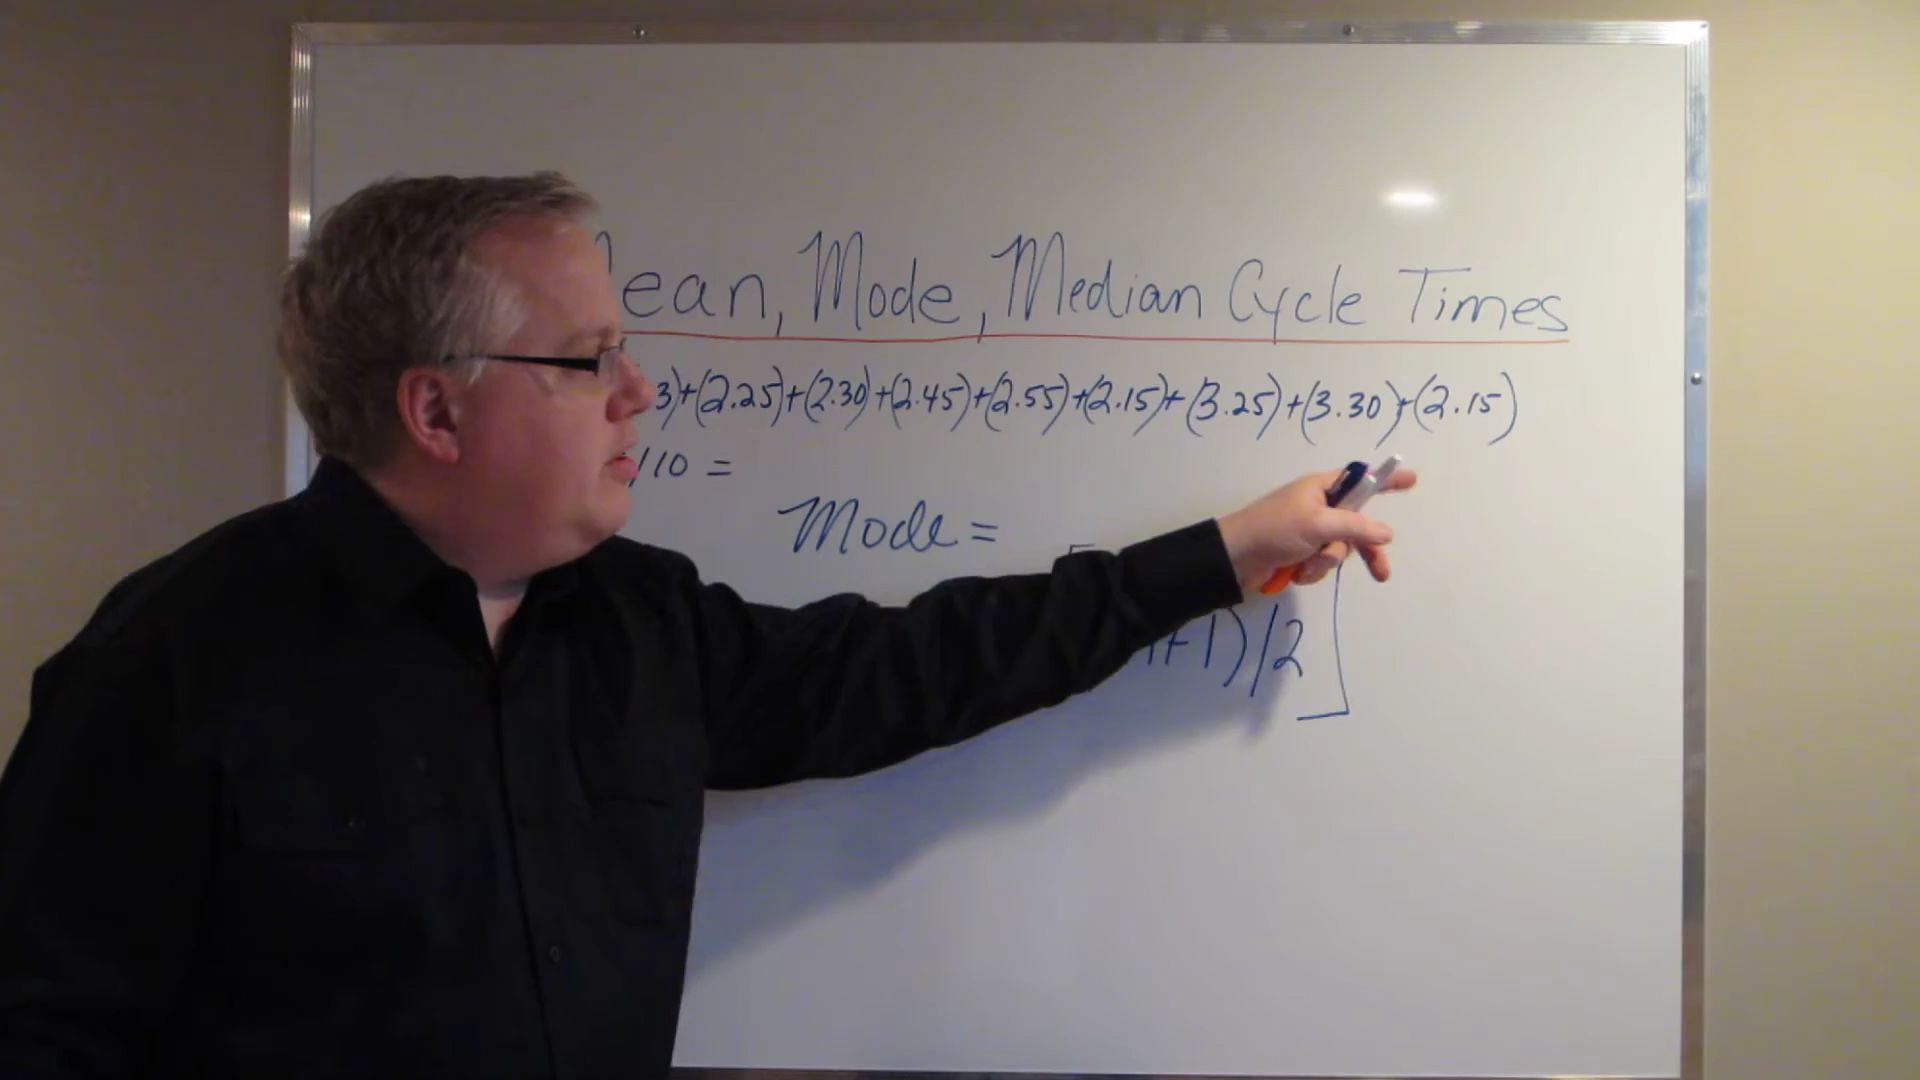 ean, Mode, Median Cycle Times
3)+(2.25)+(2.30)+(2.45)+(2.55)+(2.15)+(3.25)+(3.30)+(2.15)
/10 =
Mode =
+1)/2]